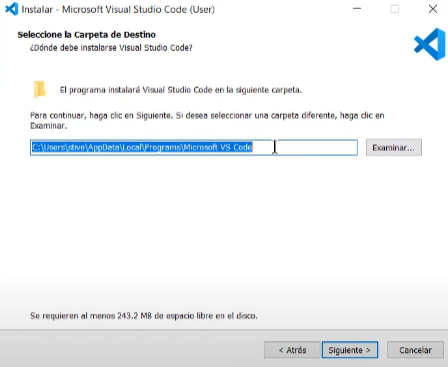 Instalar - Microsoft Visual Studio Code (User)
Seleccione la Carpeta de Destino
¿Dónde debe instalarse Visual Studio Code?
El programa instalará Visual Studio Code en la siguiente carpeta.
Para continuar, haga clic en Siguiente. Si desea seleccionar una carpeta diferente, haga clic en
Examinar.
C:\Users\stive\AppData\Local\Programs\Microsoft VS Code
Examinar...
Se requieren al menos 243.2 MB de espacio libre en el disco.
< Atrás
Siguiente >
Cancelar